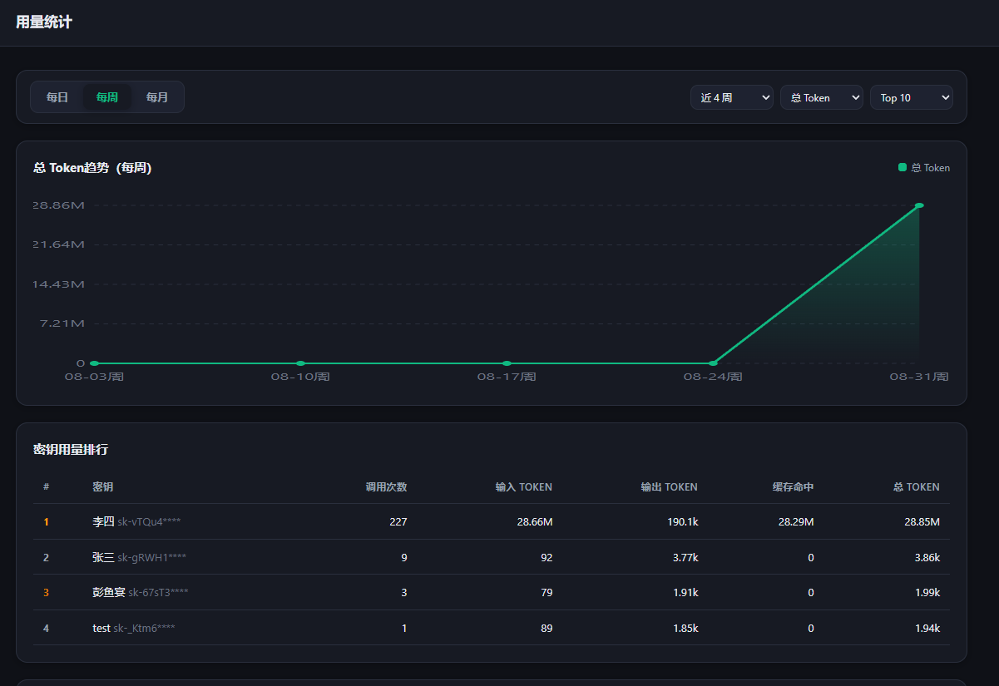 用量统计
每日 每周 每月 近 4 周 总 Token Top 10
总 Token趋势（每周） 总 Token
28.86M
21.64M
14.43M
7.21M
0
08-03周 08-10周 08-17周 08-24周 08-31周
密钥用量排行
# 密钥 调用次数 输入 TOKEN 输出 TOKEN 缓存命中 总 TOKEN
1 李四 sk-vTQu4**** 227 28.66M 190.1k 28.29M 28.85M
2 张三 sk-gRWH1**** 9 92 3.77k 0 3.86k
3 彭鱼宴 sk-67sT3**** 3 79 1.91k 0 1.99k
4 test sk-_Ktm6**** 1 89 1.85k 0 1.94k